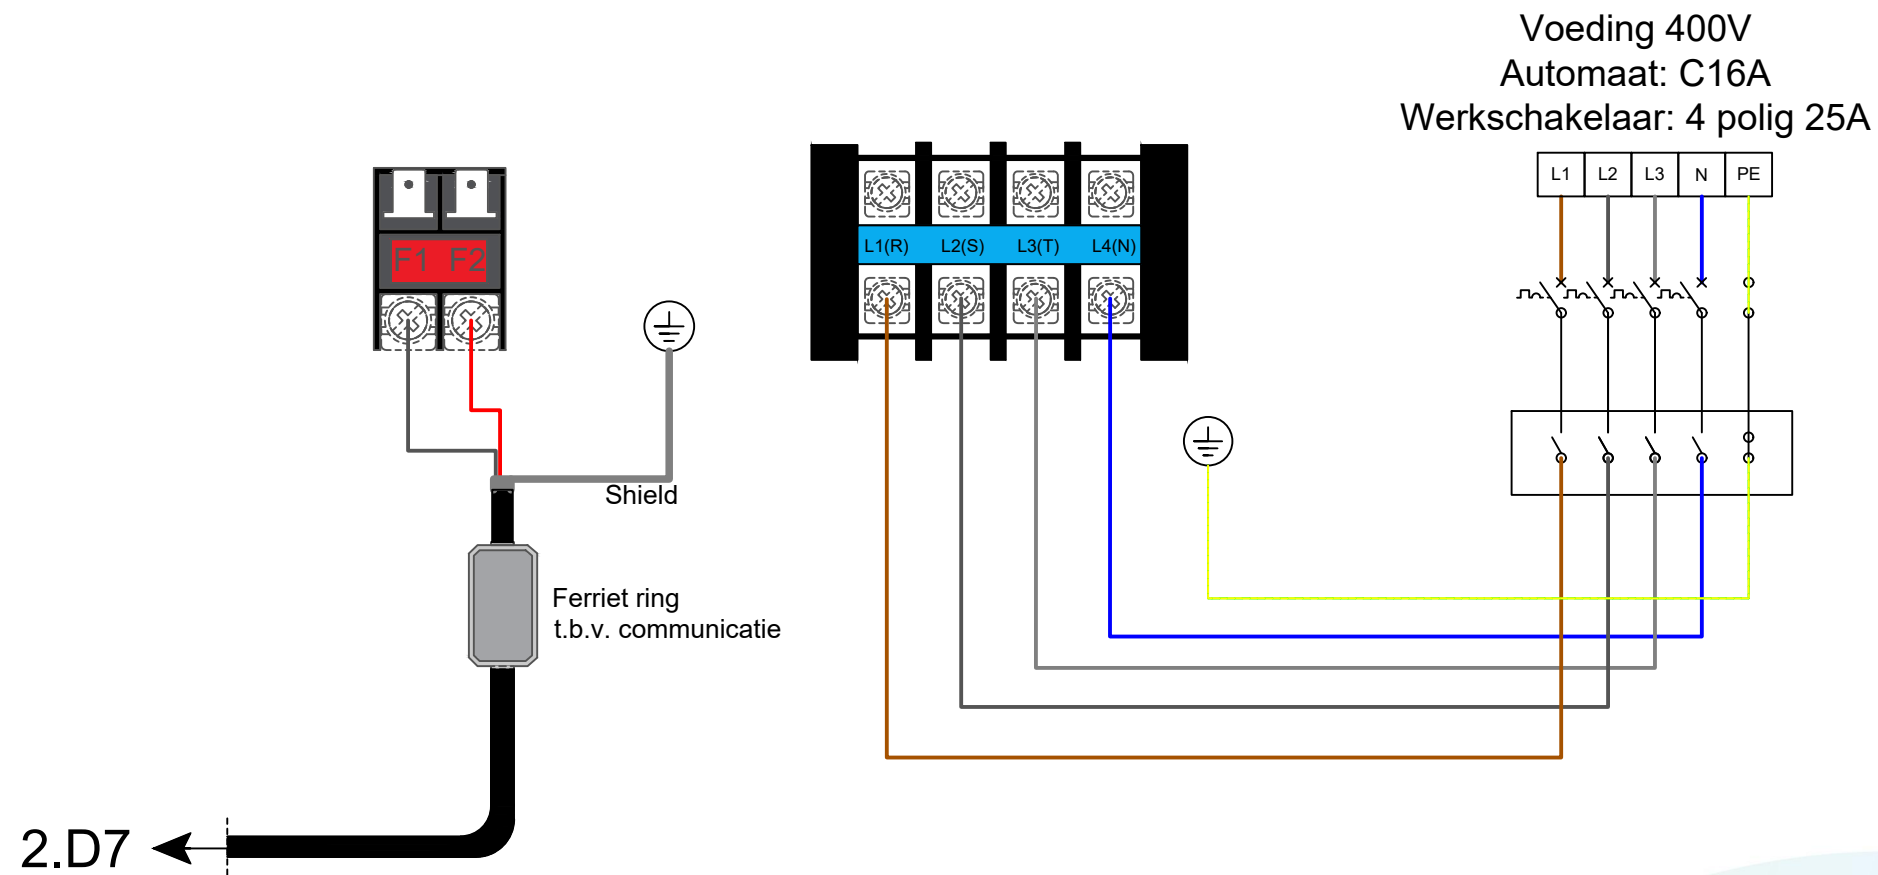 Voeding 400V
Automaat: C16A
Werkschakelaar: 4 polig 25A
L1 L2 L3 N PE
L1(R) L2(S) L3(T) L4(N)
F1 F2
Shield
Ferriet ring
t.b.v. communicatie
2.D7